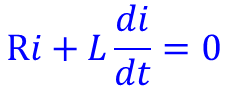 Ri + L di/dt = 0